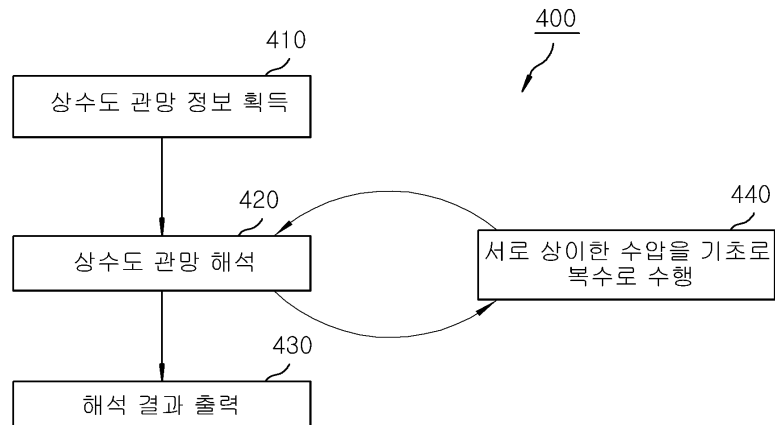 400
410
상수도 관망 정보 획득
420
상수도 관망 해석
440
서로 상이한 수압을 기초로
복수로 수행
430
해석 결과 출력